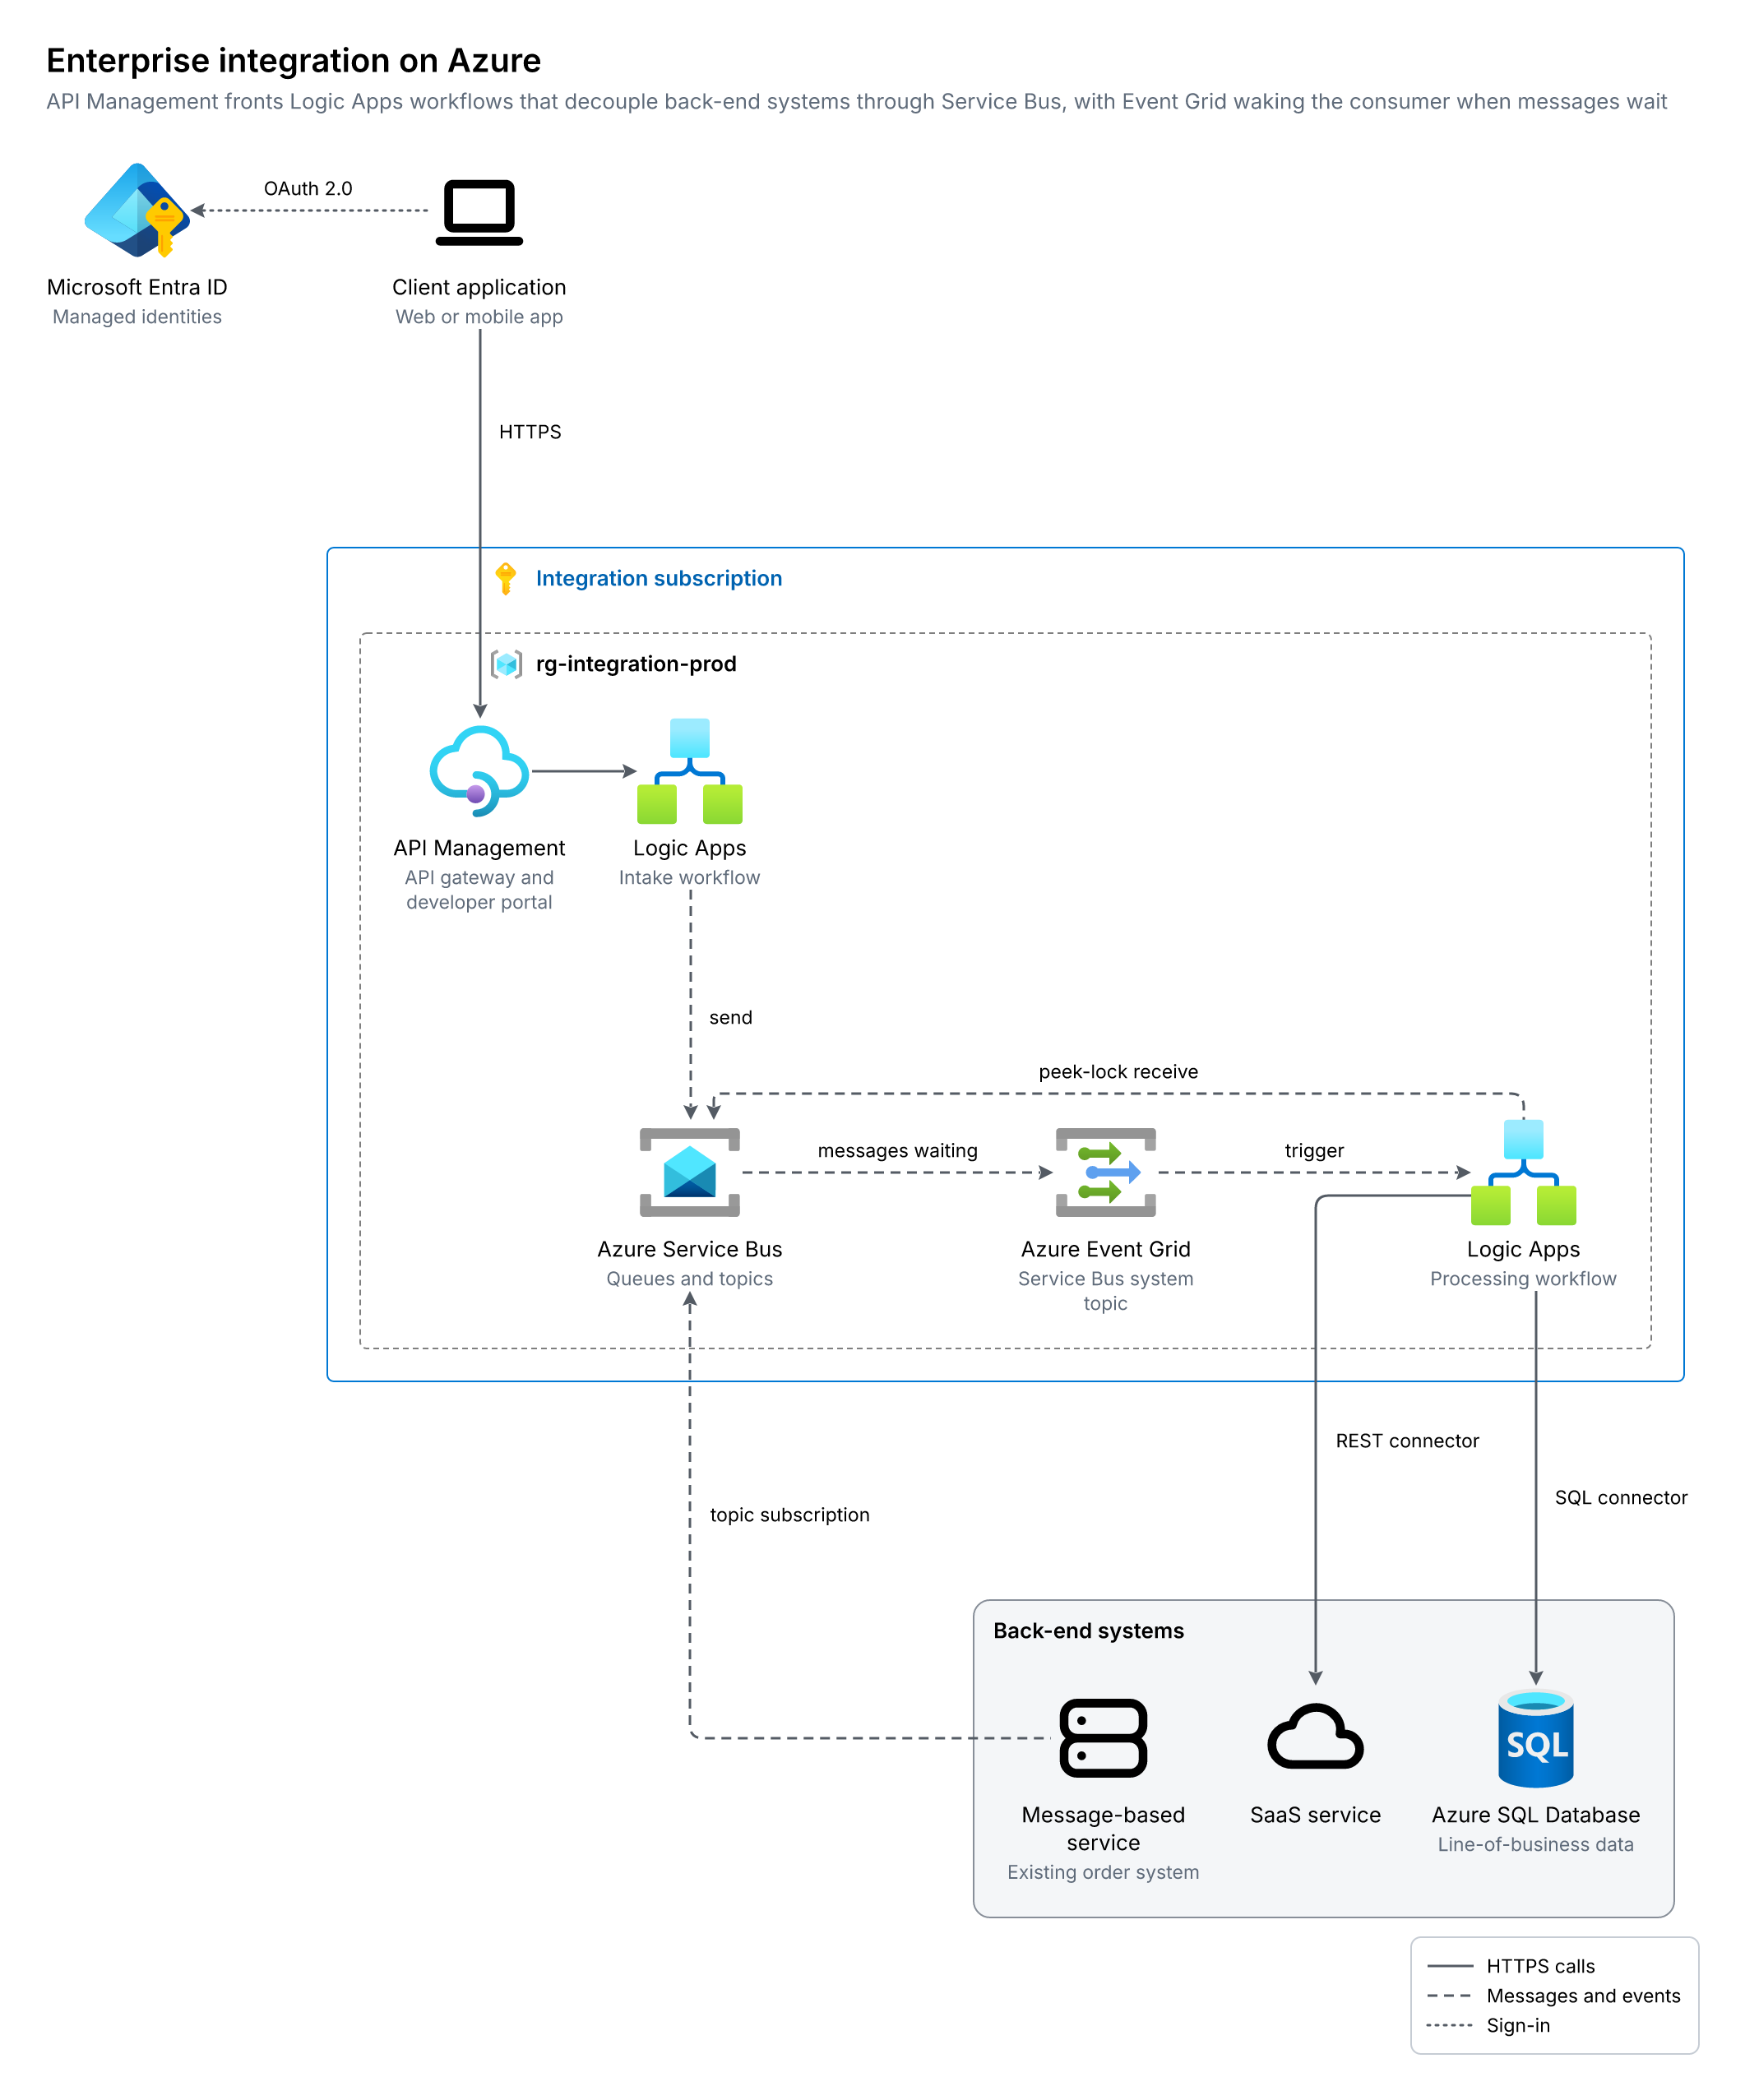 Enterprise integration on Azure
API Management fronts Logic Apps workflows that decouple back-end systems through Service Bus, with Event Grid waking the consumer when messages wait
OAuth 2.0
Microsoft Entra ID
Managed identities
Client application
Web or mobile app
HTTPS
Integration subscription
rg-integration-prod
API Management
API gateway and
developer portal
Logic Apps
Intake workflow
send
peek-lock receive
messages waiting
trigger
Azure Service Bus
Queues and topics
Azure Event Grid
Service Bus system
topic
Logic Apps
Processing workflow
REST connector
SQL connector
topic subscription
Back-end systems
SQL
Message-based
service
Existing order system
SaaS service
Azure SQL Database
Line-of-business data
HTTPS calls
Messages and events
Sign-in